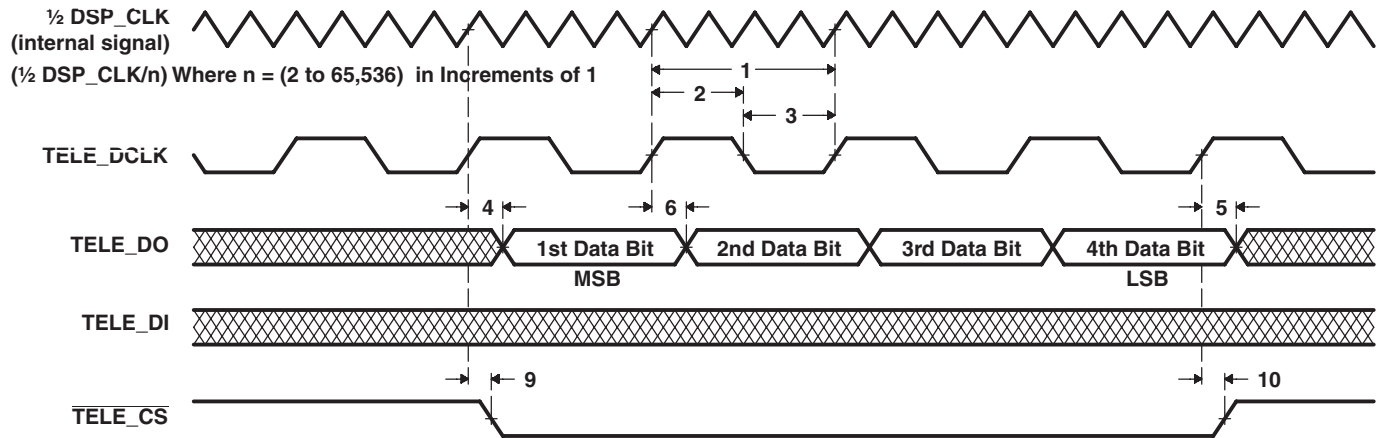 ½ DSP_CLK
(internal signal)
(½ DSP_CLK/n) Where n = (2 to 65,536) in Increments of 1
1
2
3
TELE_DCLK
4
6
5
TELE_DO
1st Data Bit
2nd Data Bit
3rd Data Bit
4th Data Bit
MSB
LSB
TELE_DI
9
10
TELE_CS